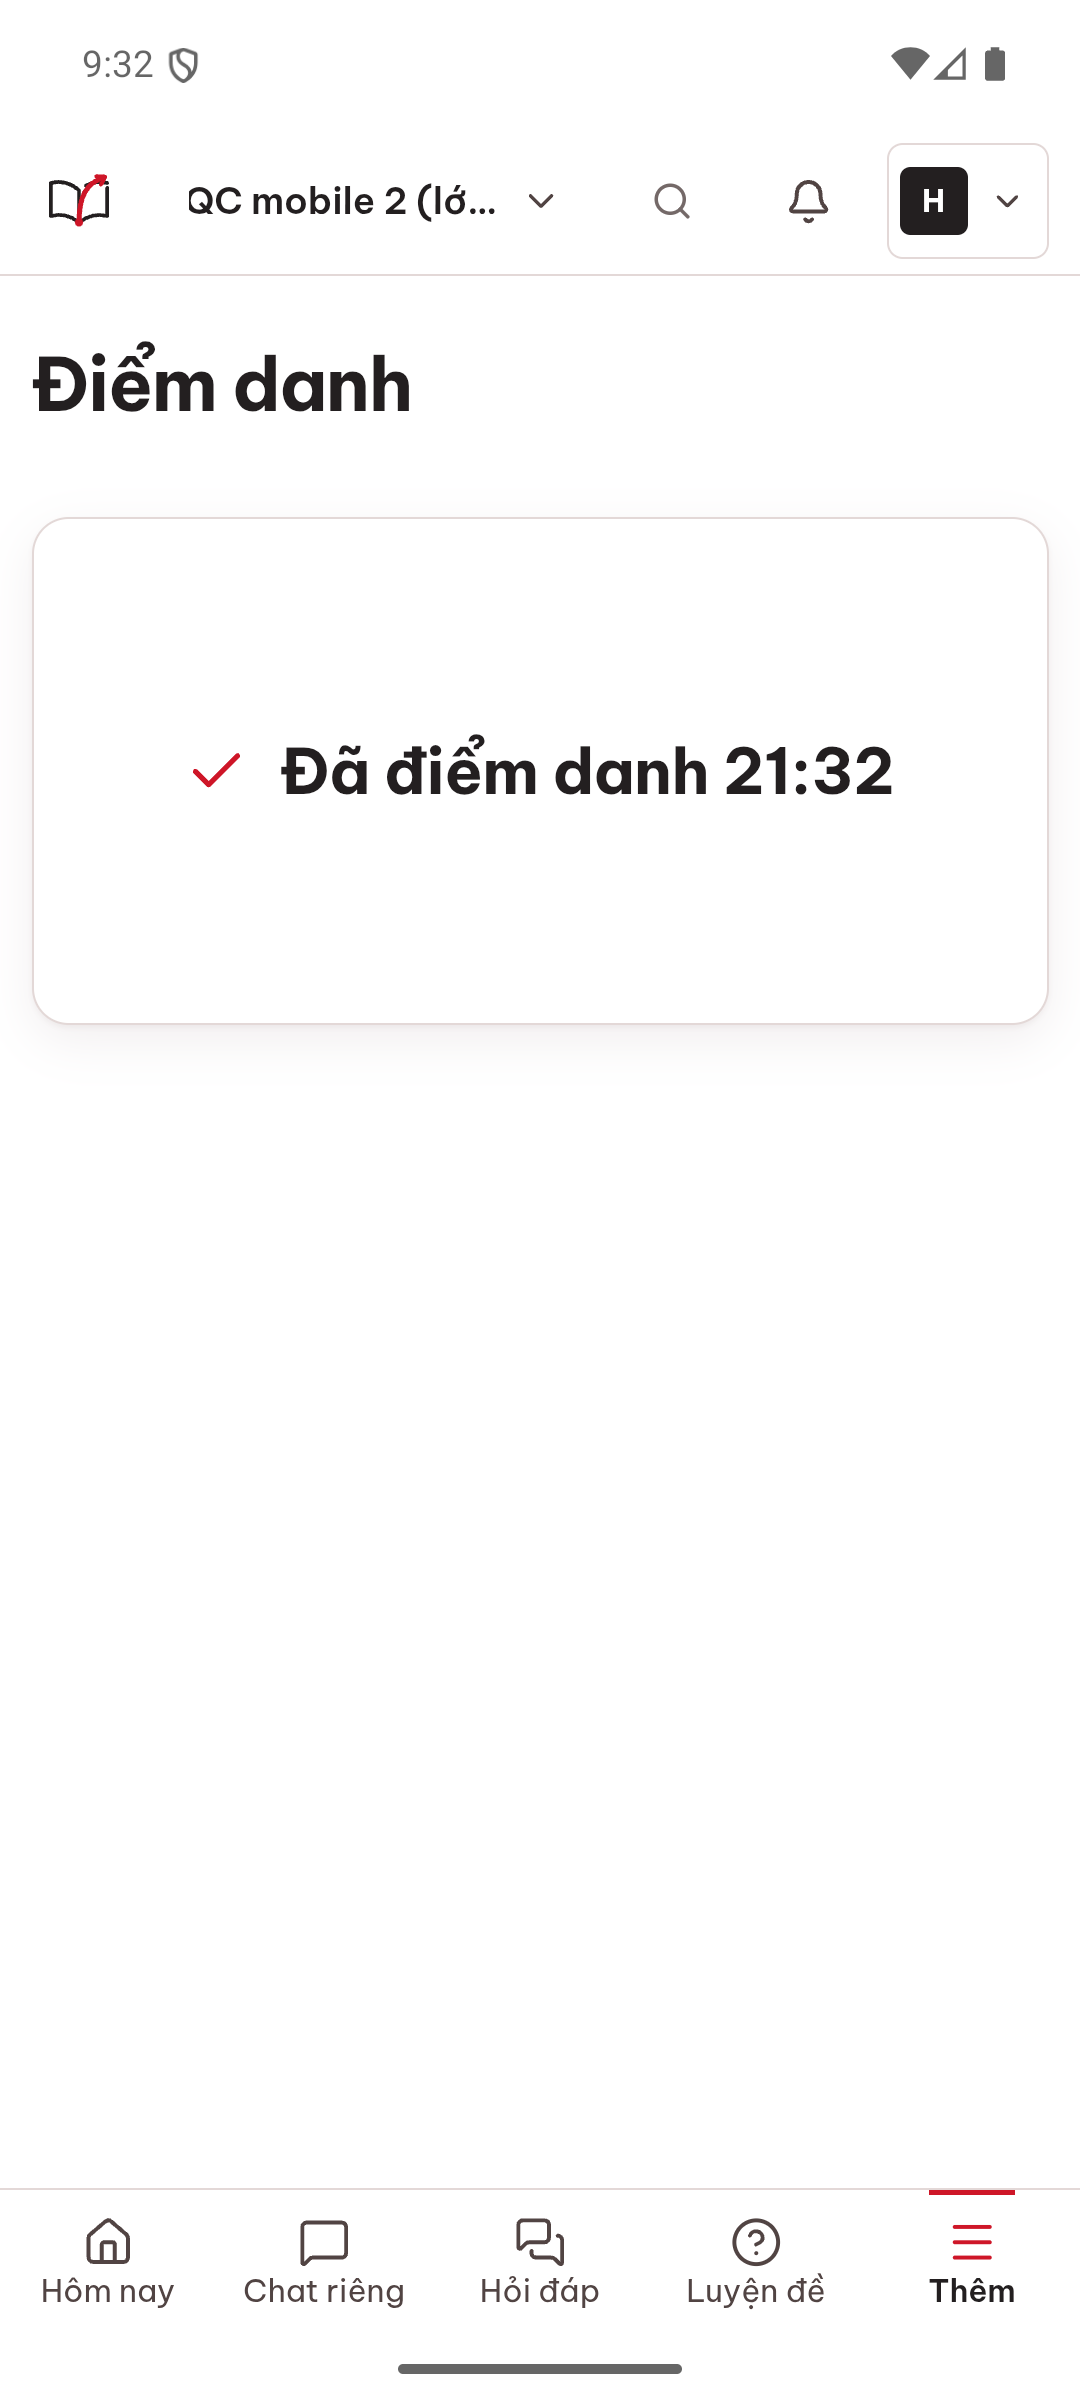 9:32
QC mobile 2 (lớ...
H
Điểm danh
Đã điểm danh 21:32
Hôm nay
Chat riêng
Hỏi đáp
Luyện đề
Thêm